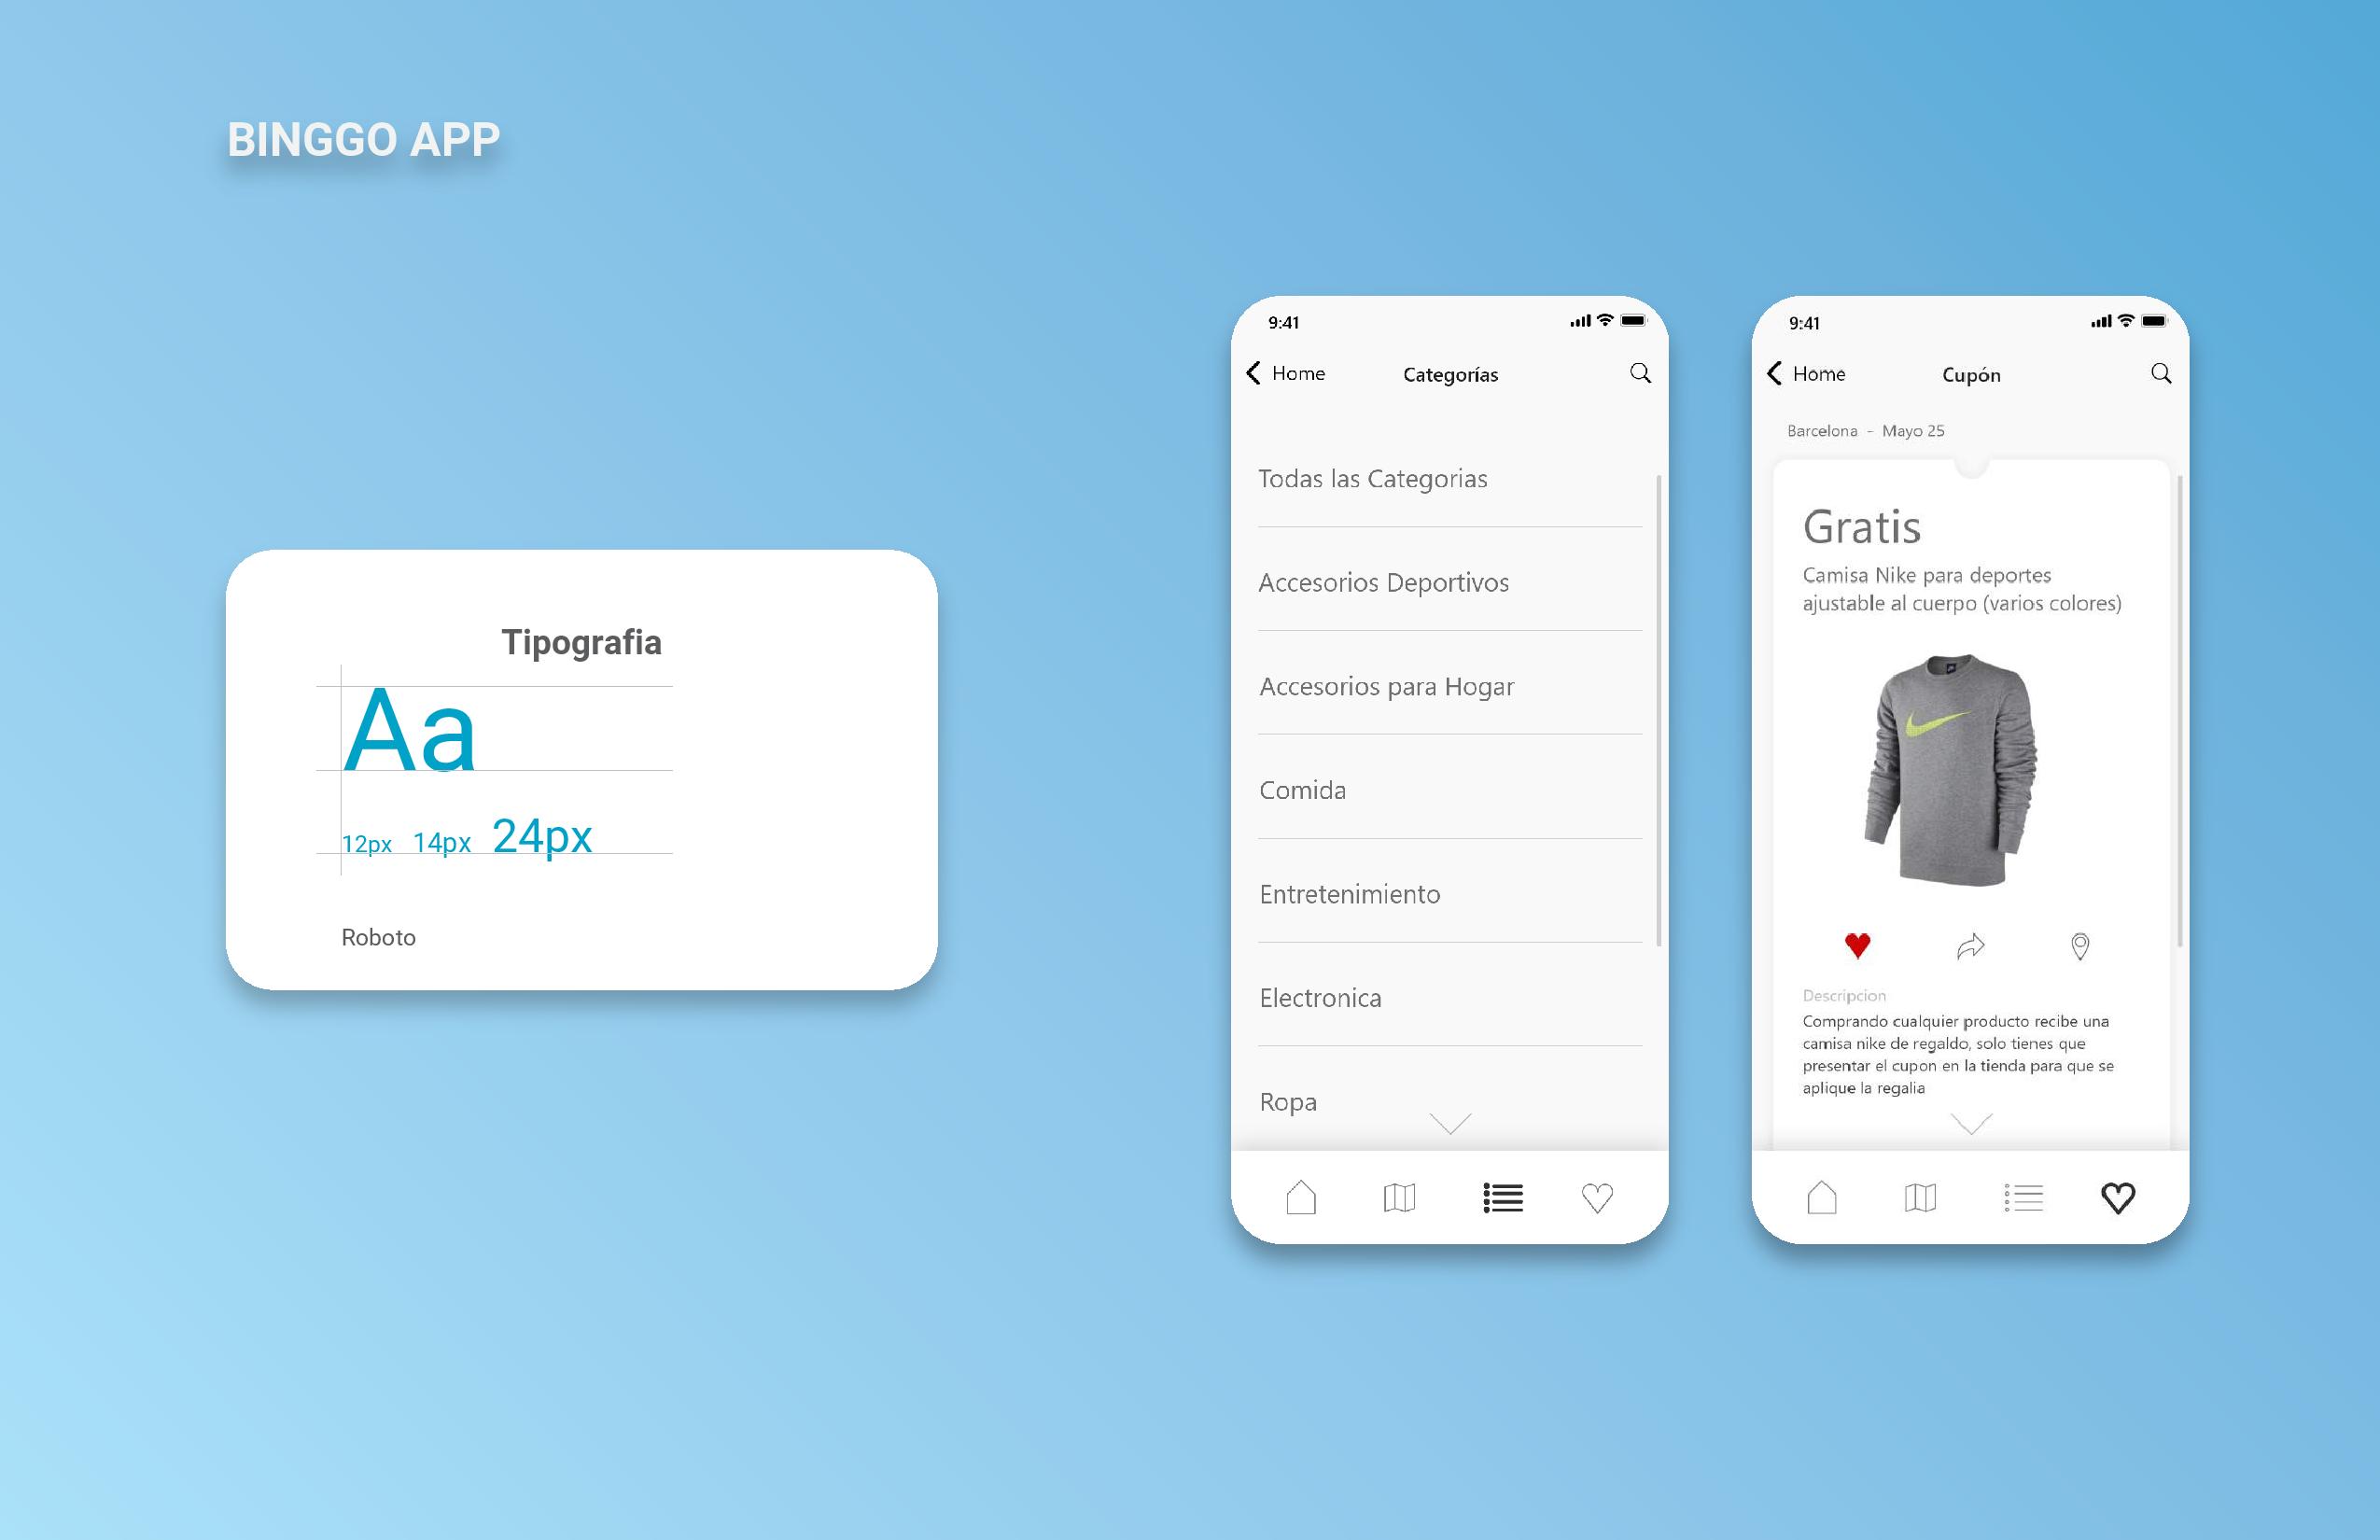 BINGGO APP
Tipografia
Aa
12px 14px 24px
Roboto
9:41
Home Categorías
Todas las Categorias
Accesorios Deportivos
Accesorios para Hogar
Comida
Entretenimiento
Electronica
Ropa
9:41
Home Cupón
Barcelona - Mayo 25
Gratis
Camisa Nike para deportes
ajustable al cuerpo (varios colores)
Descripcion
Comprando cualquier producto recibe una
camisa nike de regaldo, solo tienes que
presentar el cupon en la tienda para que se
aplique la regalia